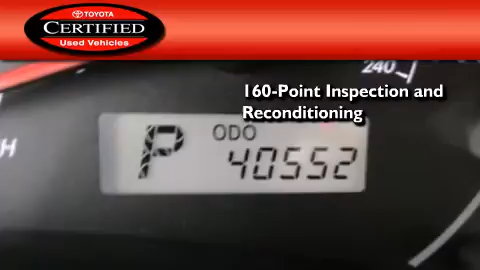 TOYOTA
CERTIFIED
Used Vehicles
240
160-Point Inspection and
Reconditioning
H
ODO
P 40552